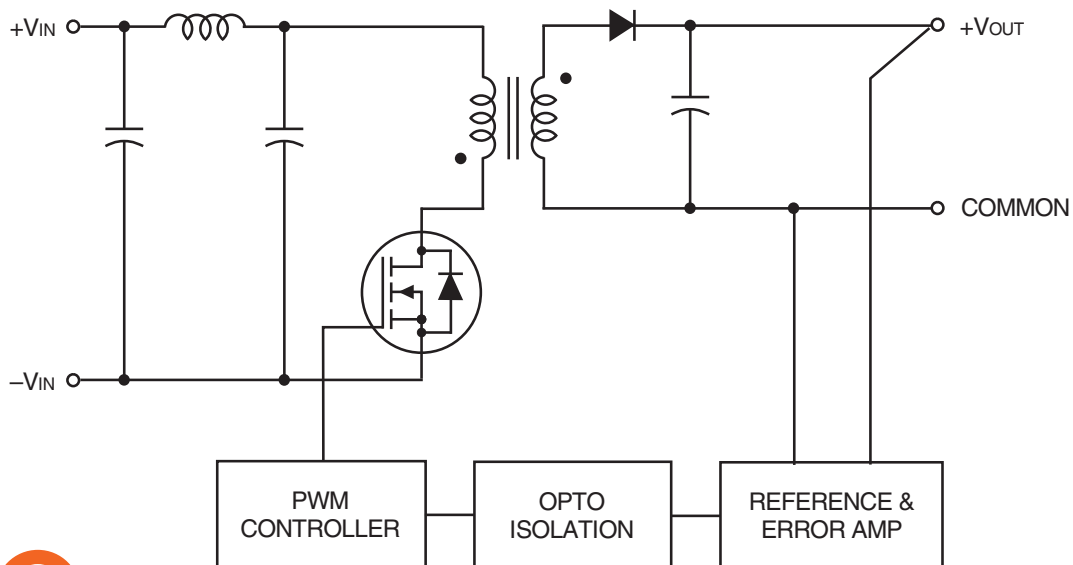 +VIN
+VOUT
COMMON
–VIN
PWM
CONTROLLER
OPTO
ISOLATION
REFERENCE &
ERROR AMP